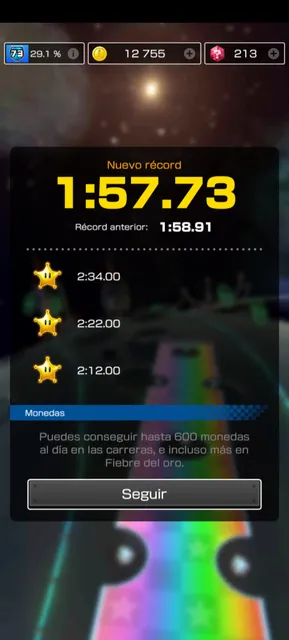 73 29.1 % i 12 755 + 213 +
Nuevo récord
1:57.73
Récord anterior: 1:58.91
2:34.00
2:22.00
2:12.00
Monedas
Puedes conseguir hasta 600 monedas
al día en las carreras, e incluso más en
Fiebre del oro.
Seguir